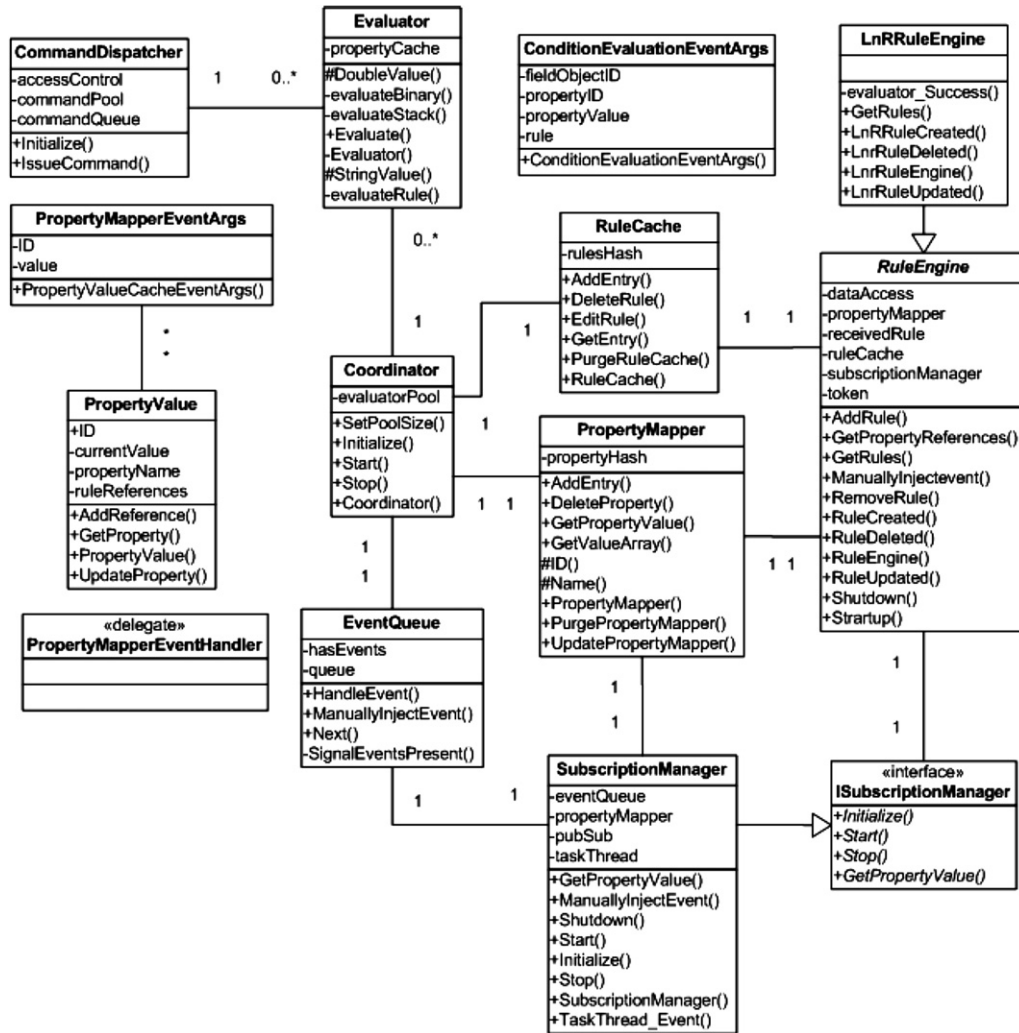 CommandDispatcher
-accessControl
-commandPool
-commandQueue
+Initialize()
+IssueCommand()
1
0..*
Evaluator
-propertyCache
#DoubleValue()
-evaluateBinary()
-evaluateStack()
+Evaluate()
-Evaluator()
#StringValue()
-evaluateRule()
ConditionEvaluationEventArgs
-fieldObjectID
-propertyID
-propertyValue
-rule
+ConditionEvaluationEventArgs()
LnRRuleEngine
-evaluator_Success()
+GetRules()
+LnRRuleCreated()
+LnrRuleDeleted()
+LnrRuleEngine()
+LnrRuleUpdated()
PropertyMapperEventArgs
-ID
-value
+PropertyValueCacheEventArgs()
*
*
0..*
1
RuleCache
-rulesHash
+AddEntry()
+DeleteRule()
+EditRule()
+GetEntry()
+PurgeRuleCache()
+RuleCache()
1
1
RuleEngine
-dataAccess
-propertyMapper
-receivedRule
-ruleCache
-subscriptionManager
-token
+AddRule()
+GetPropertyReferences()
+GetRules()
+ManuallyInjectevent()
+RemoveRule()
+RuleCreated()
+RuleDeleted()
+RuleEngine()
+RuleUpdated()
+Shutdown()
+Strartup()
PropertyValue
+ID
-currentValue
-propertyName
-ruleReferences
+AddReference()
+GetProperty()
+PropertyValue()
+UpdateProperty()
Coordinator
-evaluatorPool
+SetPoolSize()
+Initialize()
+Start()
+Stop()
+Coordinator()
1
1
1 1
PropertyMapper
-propertyHash
+AddEntry()
+DeleteProperty()
+GetPropertyValue()
+GetValueArray()
#ID()
#Name()
+PropertyMapper()
+PurgePropertyMapper()
+UpdatePropertyMapper()
1 1
1
1
«delegate»
PropertyMapperEventHandler
EventQueue
-hasEvents
-queue
+HandleEvent()
+ManuallyInjectEvent()
+Next()
-SignalEventsPresent()
1
1
1
1
1
1
SubscriptionManager
-eventQueue
-propertyMapper
-pubSub
-taskThread
+GetPropertyValue()
+ManuallyInjectEvent()
+Shutdown()
+Start()
+Initialize()
+Stop()
+SubscriptionManager()
+TaskThread_Event()
«interface»
ISubscriptionManager
+Initialize()
+Start()
+Stop()
+GetPropertyValue()